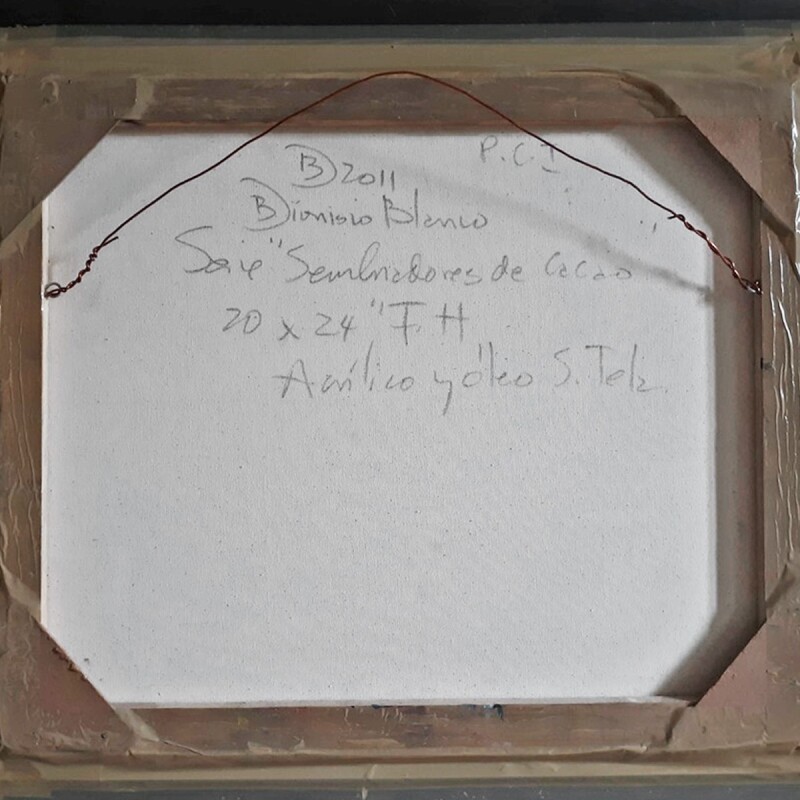 P.C.I
B 2011
Dionisio Blanco
Serie "Sembradores de Cacao
20 x 24" F. H
Acrílico y óleo S. Tela